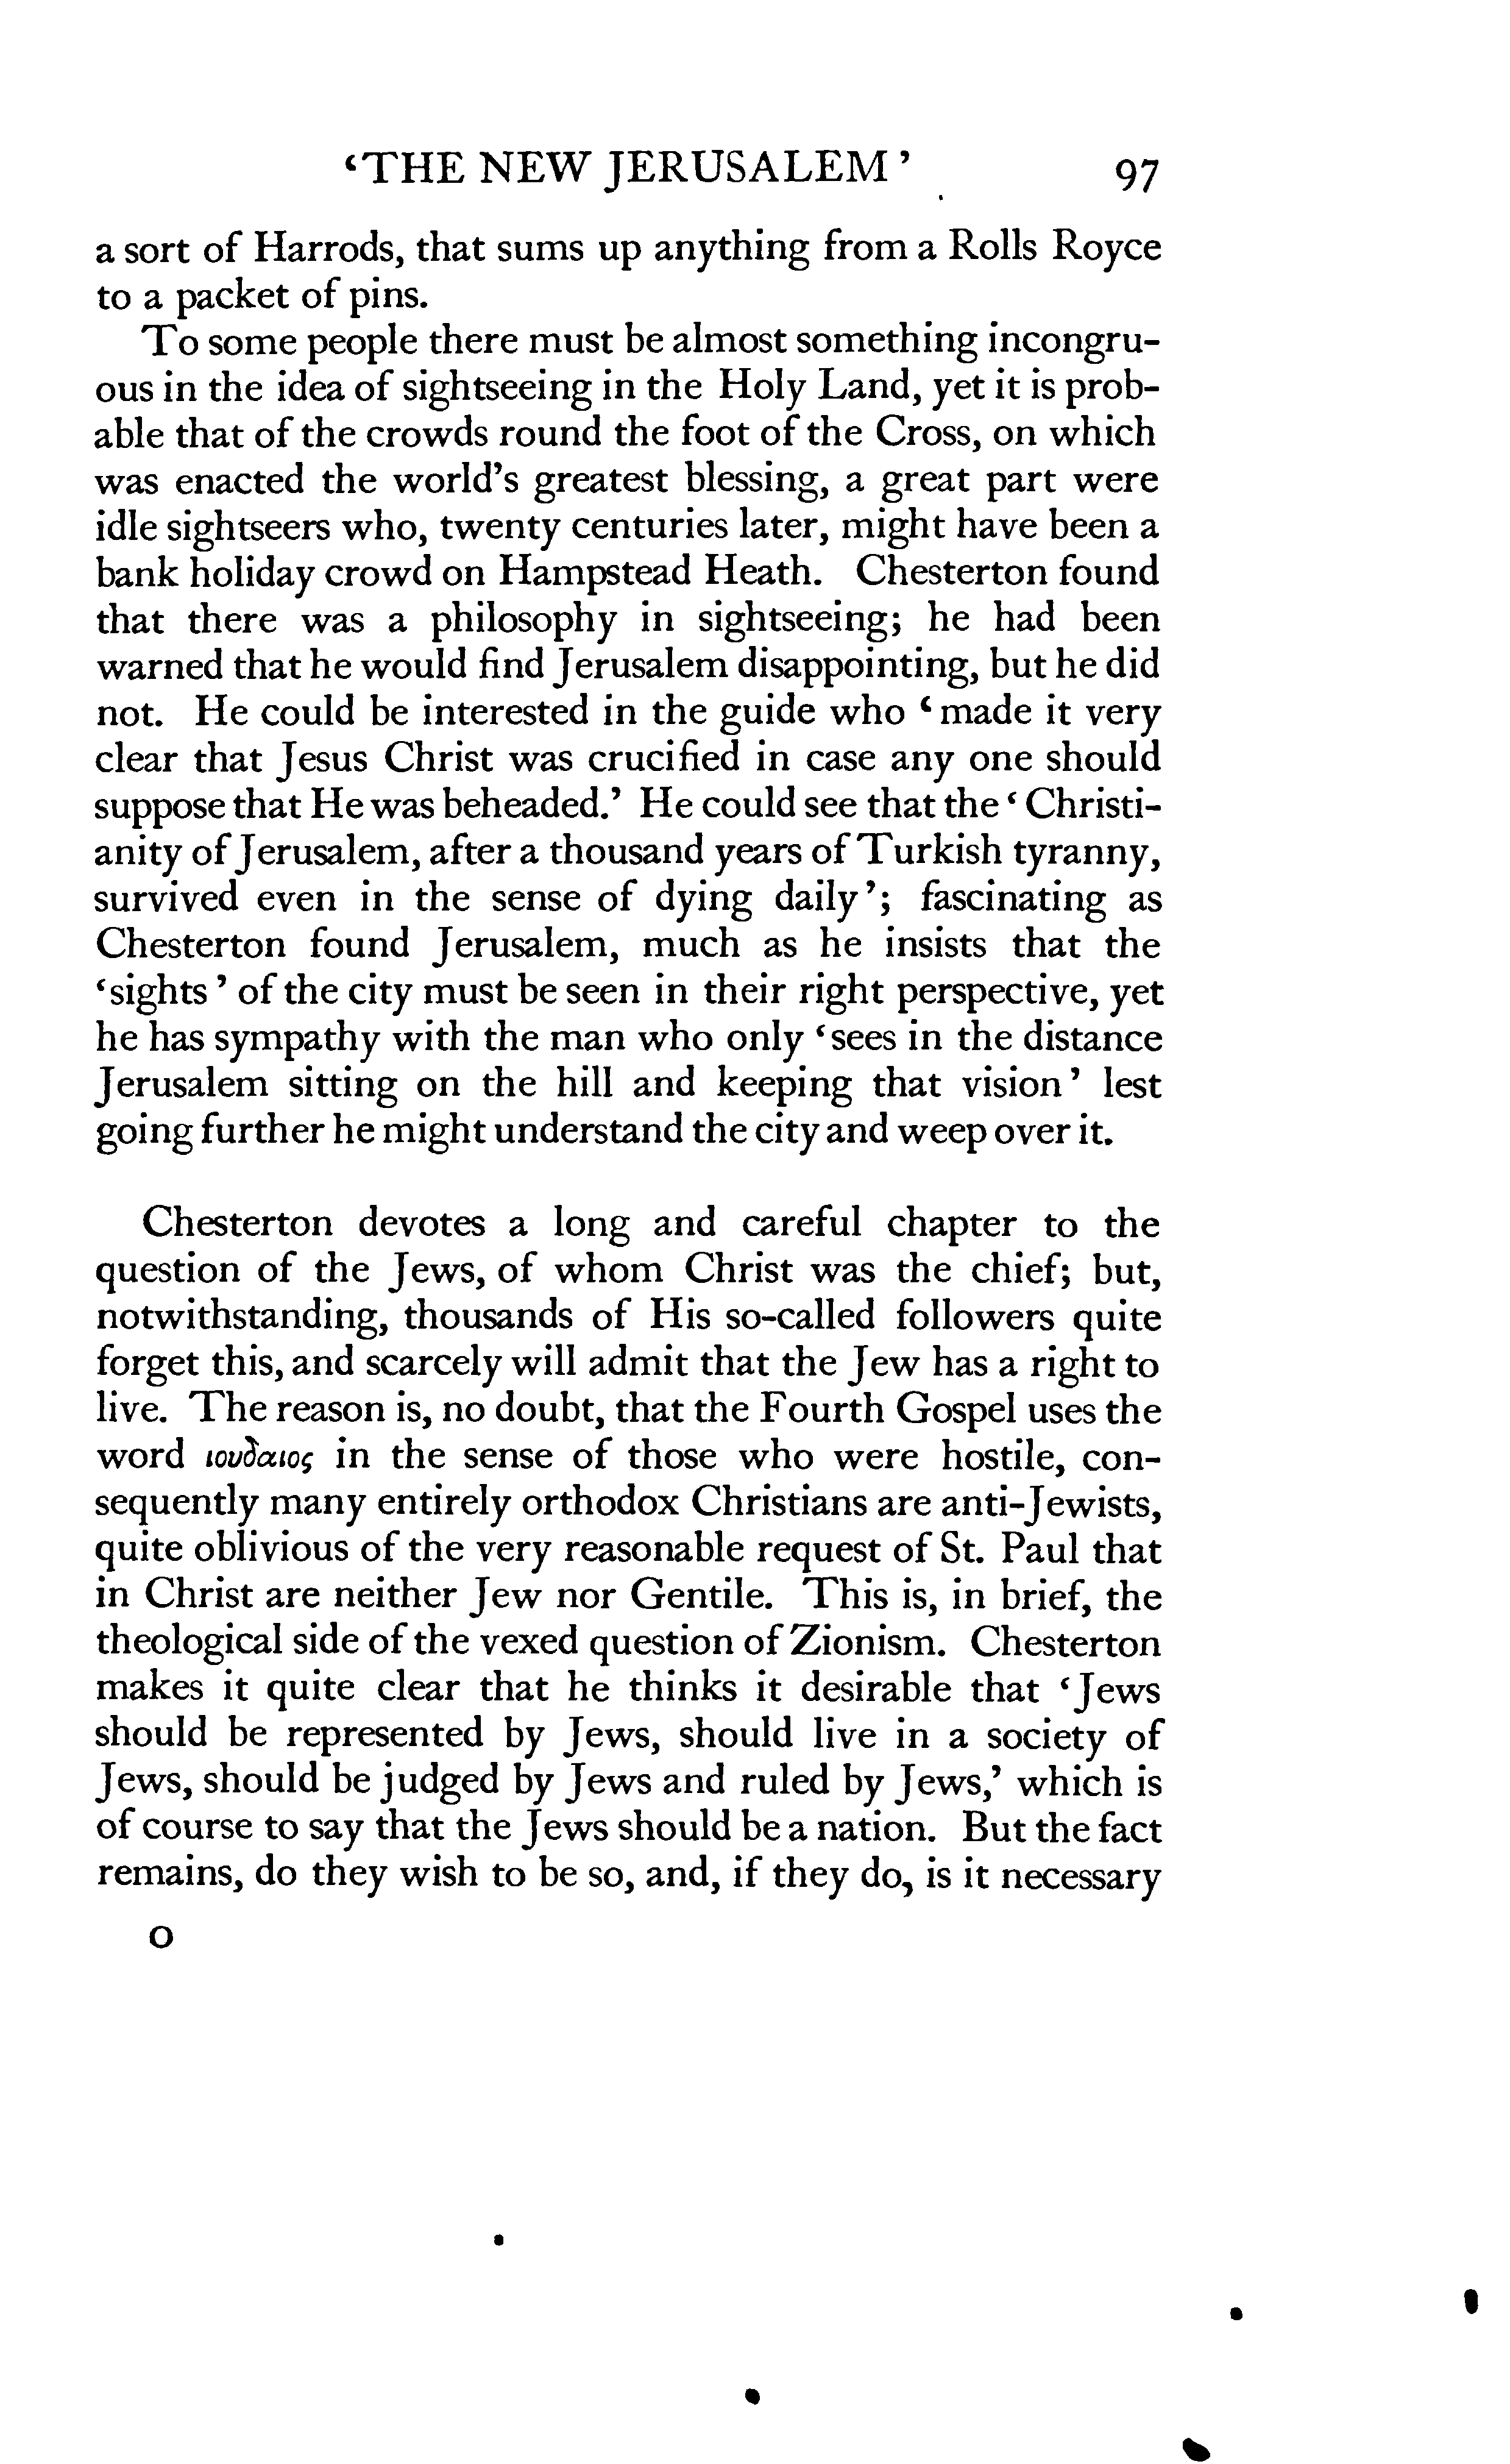 ‘THE NEW JERUSALEM’ 97
a sort of Harrods, that sums up anything from a Rolls Royce
to a packet of pins.
To some people there must be almost something incongru-
ous in the idea of sightseeing in the Holy Land, yet it is prob-
able that of the crowds round the foot of the Cross, on which
was enacted the world's greatest blessing, a great part were
idle sightseers who, twenty centuries later, might have been a
bank holiday crowd on Hampstead Heath. Chesterton found
that there was a philosophy in sightseeing; he had been
warned that he would find Jerusalem disappointing, but he did
not. He could be interested in the guide who ‘made it very
clear that Jesus Christ was crucified in case any one should
suppose that He was beheaded.’ He could see that the ‘Christi-
anity of Jerusalem, after a thousand years of Turkish tyranny,
survived even in the sense of dying daily’; fascinating as
Chesterton found Jerusalem, much as he insists that the
‘sights’ of the city must be seen in their right perspective, yet
he has sympathy with the man who only ‘sees in the distance
Jerusalem sitting on the hill and keeping that vision’ lest
going further he might understand the city and weep over it.
Chesterton devotes a long and careful chapter to the
question of the Jews, of whom Christ was the chief; but,
notwithstanding, thousands of His so-called followers quite
forget this, and scarcely will admit that the Jew has a right to
live. The reason is, no doubt, that the Fourth Gospel uses the
word ιουδαιος in the sense of those who were hostile, con-
sequently many entirely orthodox Christians are anti-Jewists,
quite oblivious of the very reasonable request of St. Paul that
in Christ are neither Jew nor Gentile. This is, in brief, the
theological side of the vexed question of Zionism. Chesterton
makes it quite clear that he thinks it desirable that ‘Jews
should be represented by Jews, should live in a society of
Jews, should be judged by Jews and ruled by Jews,’ which is
of course to say that the Jews should be a nation. But the fact
remains, do they wish to be so, and, if they do, is it necessary
O